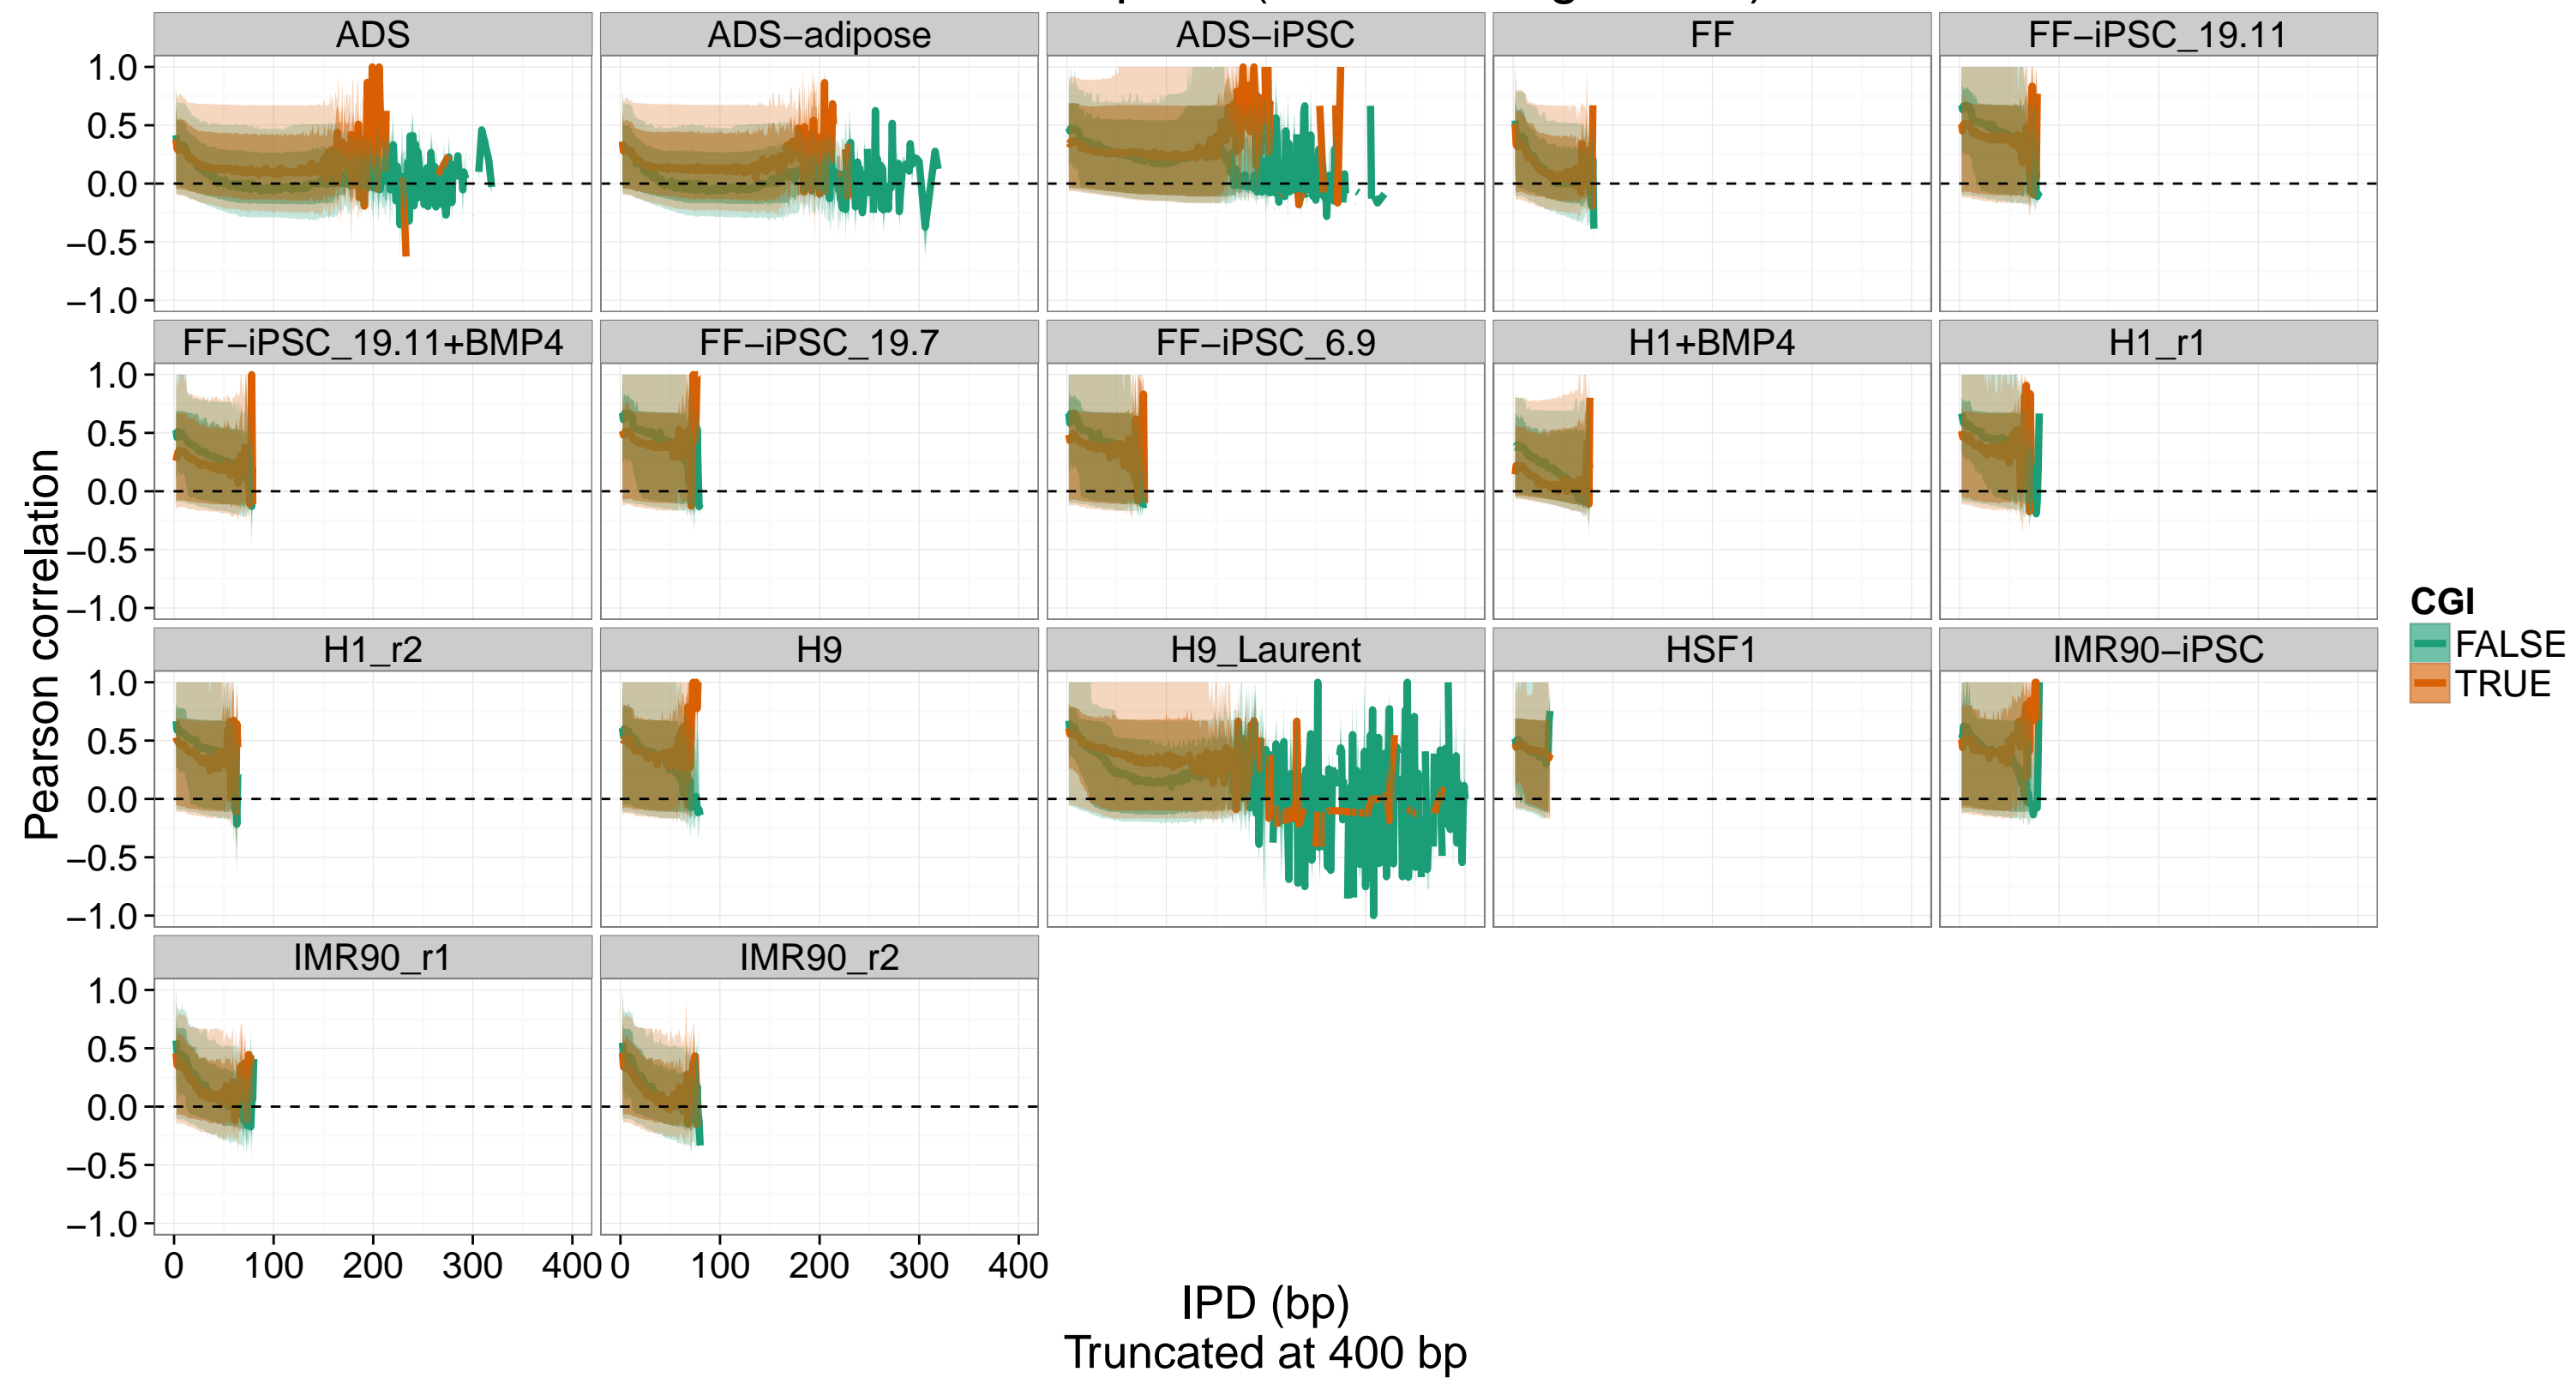 ADS ADS−adipose ADS−iPSC FF FF−iPSC_19.11
1.0
0.5
0.0
−0.5
−1.0
FF−iPSC_19.11+BMP4 FF−iPSC_19.7 FF−iPSC_6.9 H1+BMP4 H1_r1
1.0
0.5
0.0
−0.5
−1.0
H1_r2 H9 H9_Laurent HSF1 IMR90−iPSC
1.0
0.5
0.0
−0.5
−1.0
IMR90_r1 IMR90_r2
1.0
0.5
0.0
−0.5
−1.0
0 100 200 300 400 0 100 200 300 400
IPD (bp)
Truncated at 400 bp
Pearson correlation
CGI
FALSE
TRUE